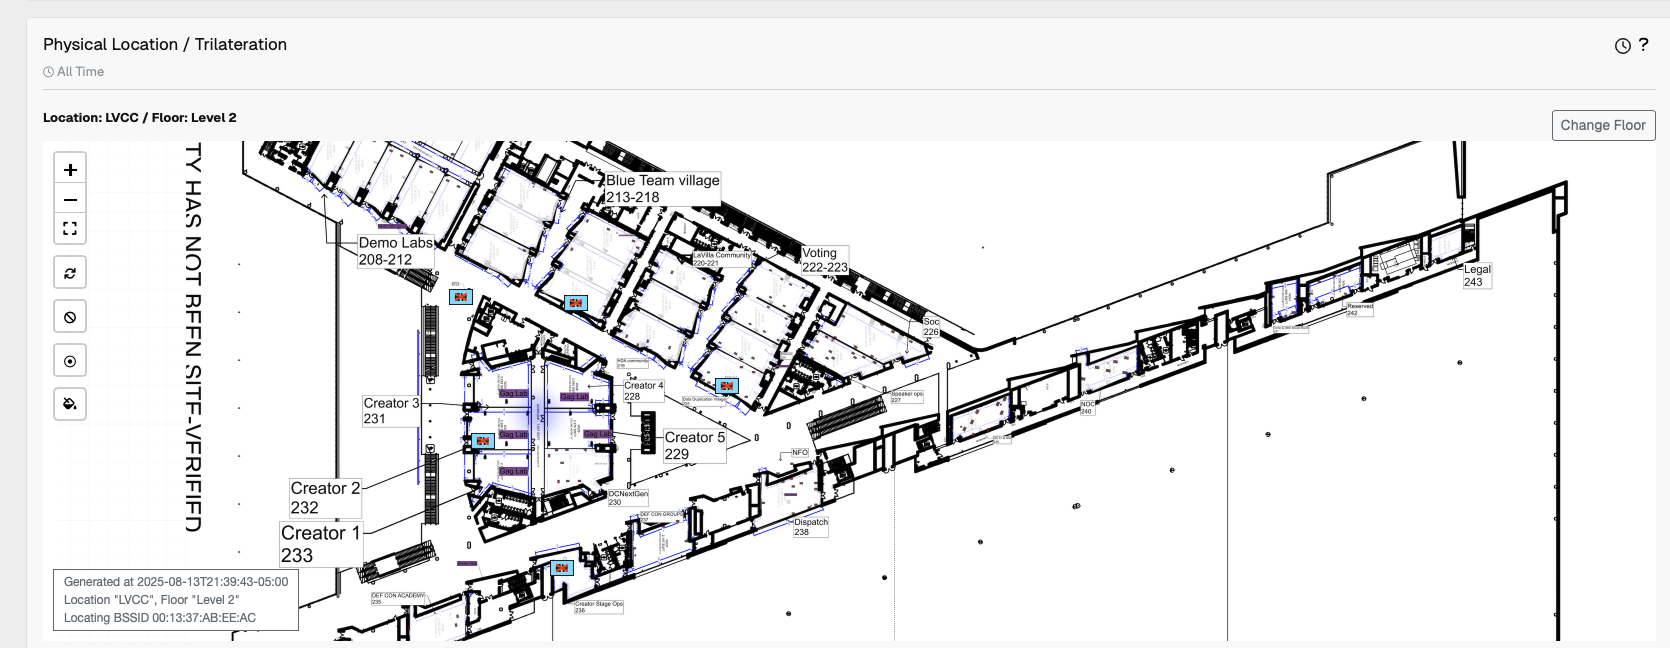 Physical Location / Trilateration
?
All Time
Location: LVCC / Floor: Level 2
Change Floor
TY HAS NOT BEEN SITE-VERIFIED
Blue Team village
213-218
Demo Labs
208-212
LaVilla Community
220-221
Voting
222-223
Legal
243
Reserved
242
Soc
226
Creator 4
228
Gag Lab
Gag Lab
Speaker ops
227
Creator 3
231
NOC
240
Gag Lab
Gag Lab
Creator 5
229
NFO
Gag Lab
Creator 2
232
DCNextGen
230
DEF CON GROUPS
Dispatch
238
Creator 1
233
DEF CON ACADEMY
235
Creator Stage Ops
236
Generated at 2025-08-13T21:39:43-05:00
Location "LVCC", Floor "Level 2"
Locating BSSID 00:13:37:AB:EE:AC